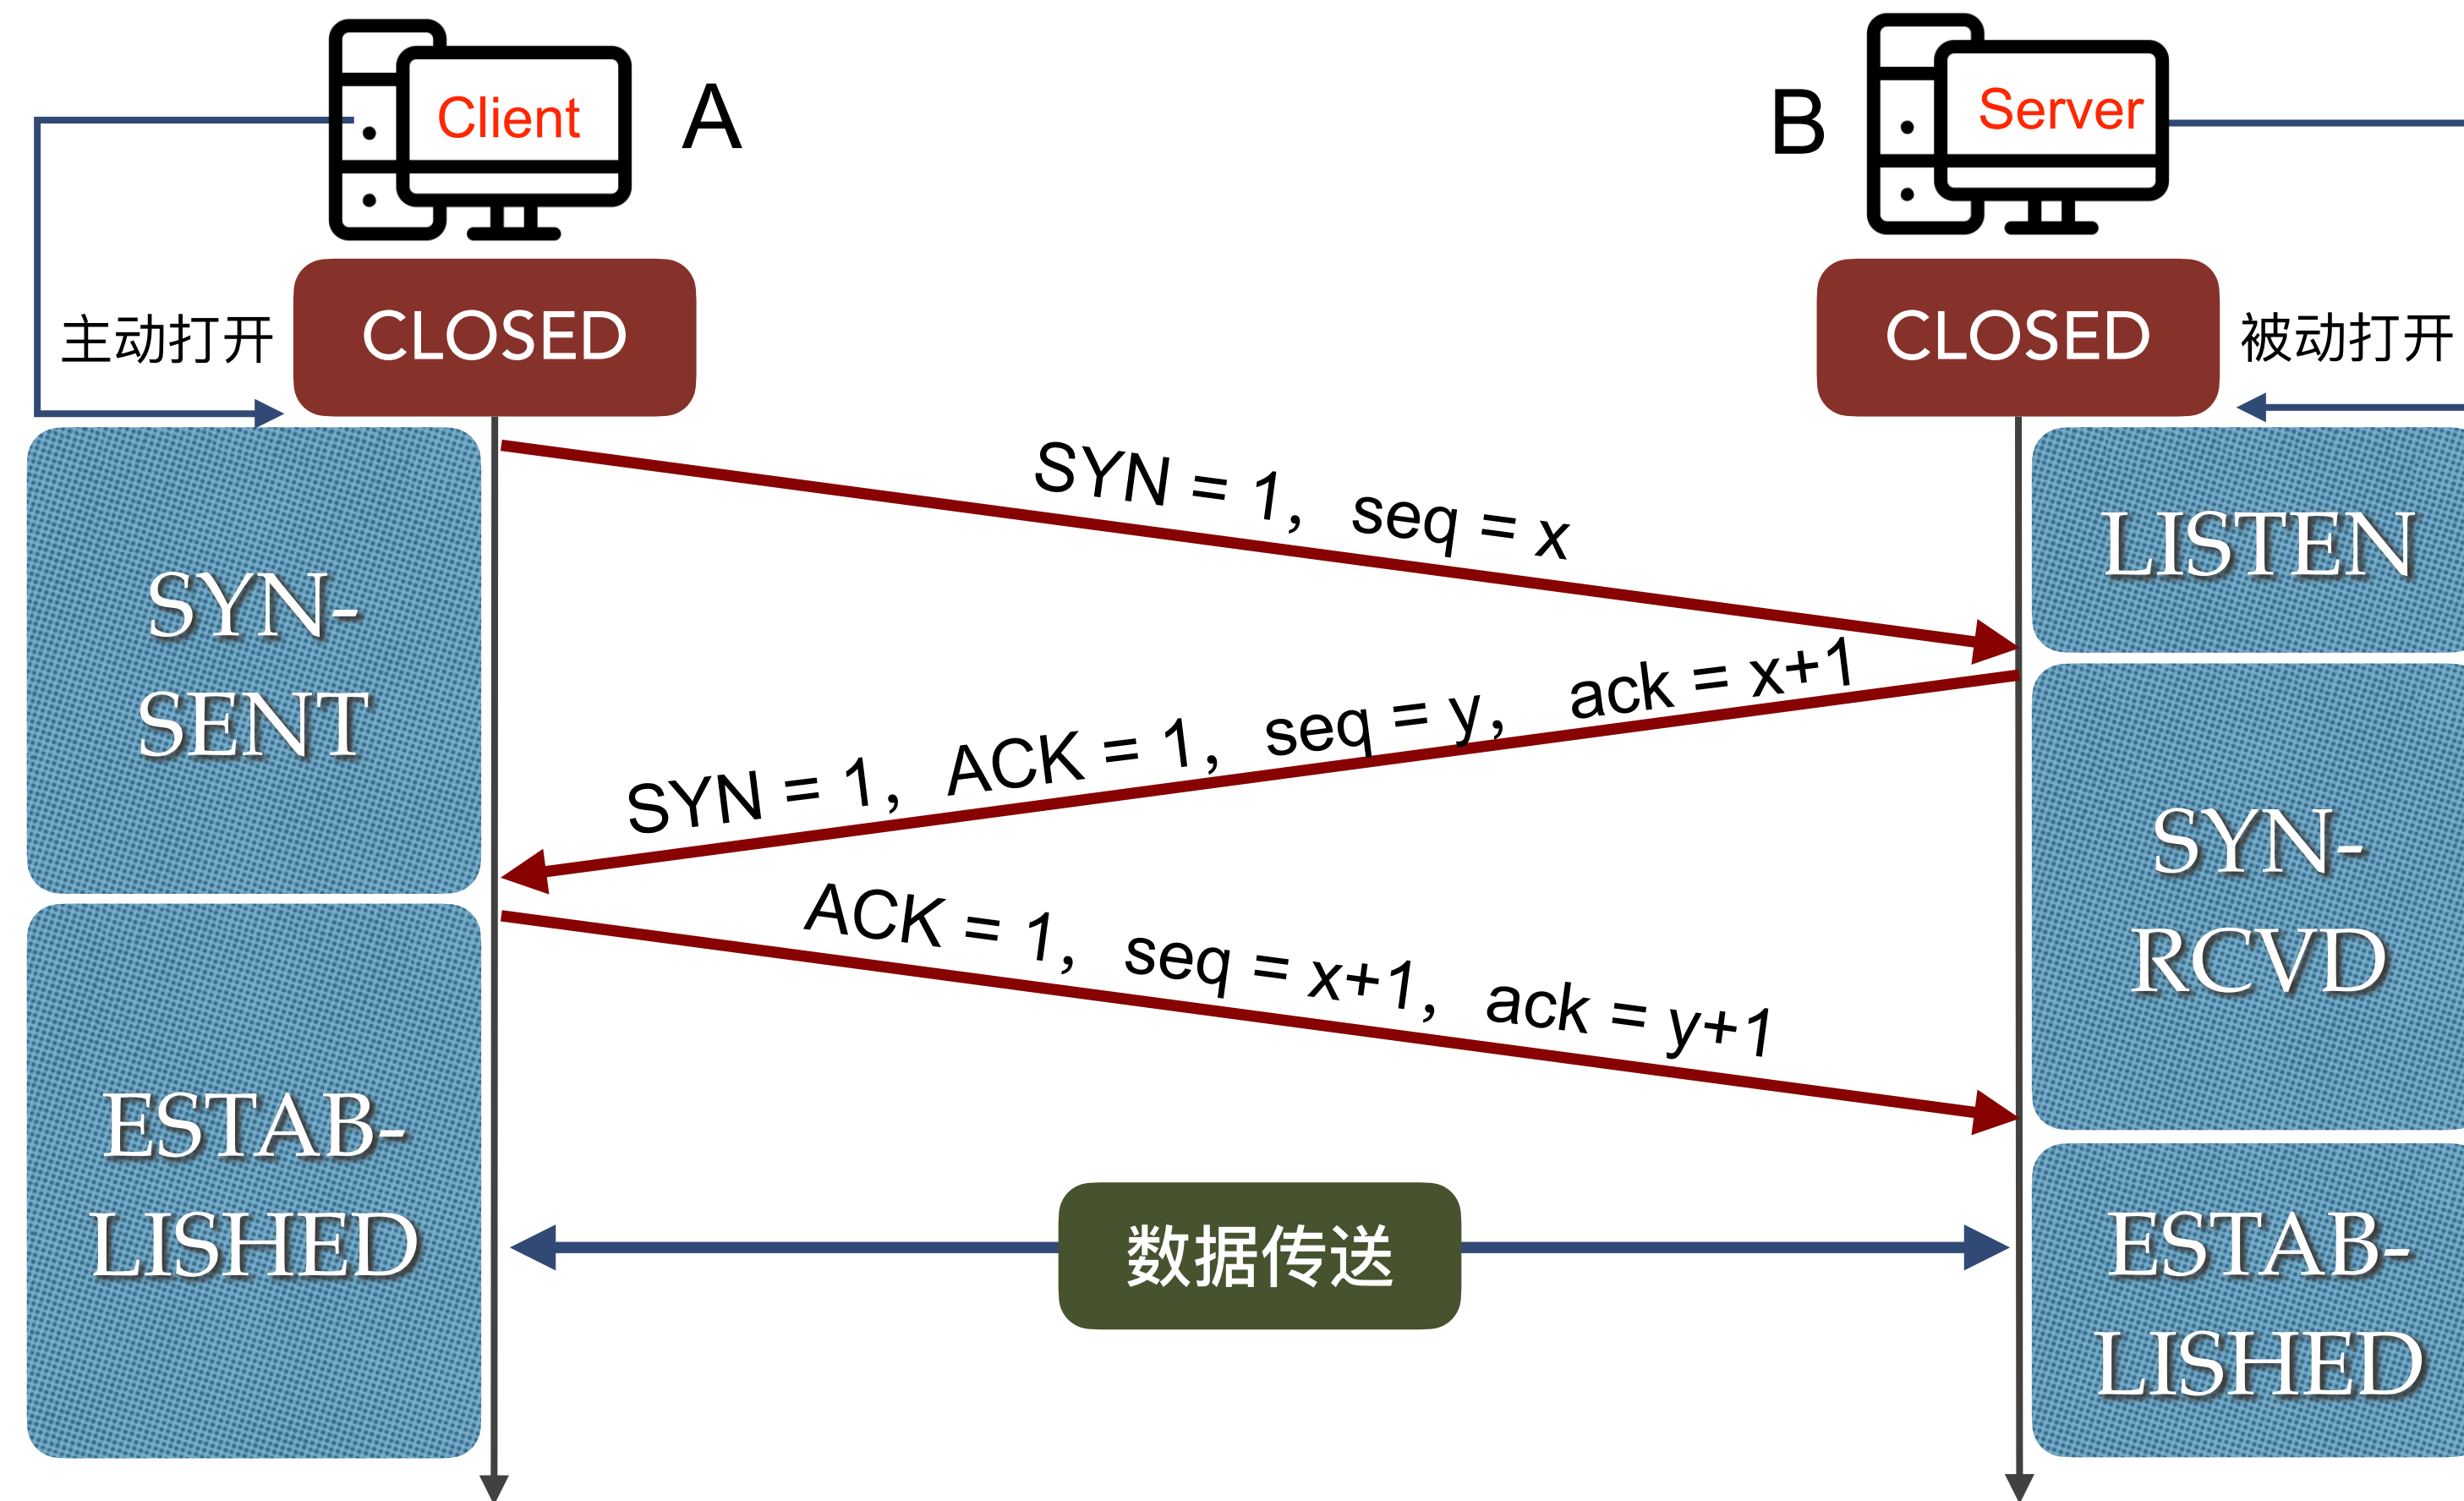 Client
A
B
Server
主动打开
CLOSED
CLOSED
被动打开
SYN = 1, seq = x
LISTEN
SYN-
SENT
SYN = 1, ACK = 1, seq = y, ack = x+1
SYN-
RCVD
ACK = 1, seq = x+1, ack = y+1
ESTAB-
LISHED
数据传送
ESTAB-
LISHED